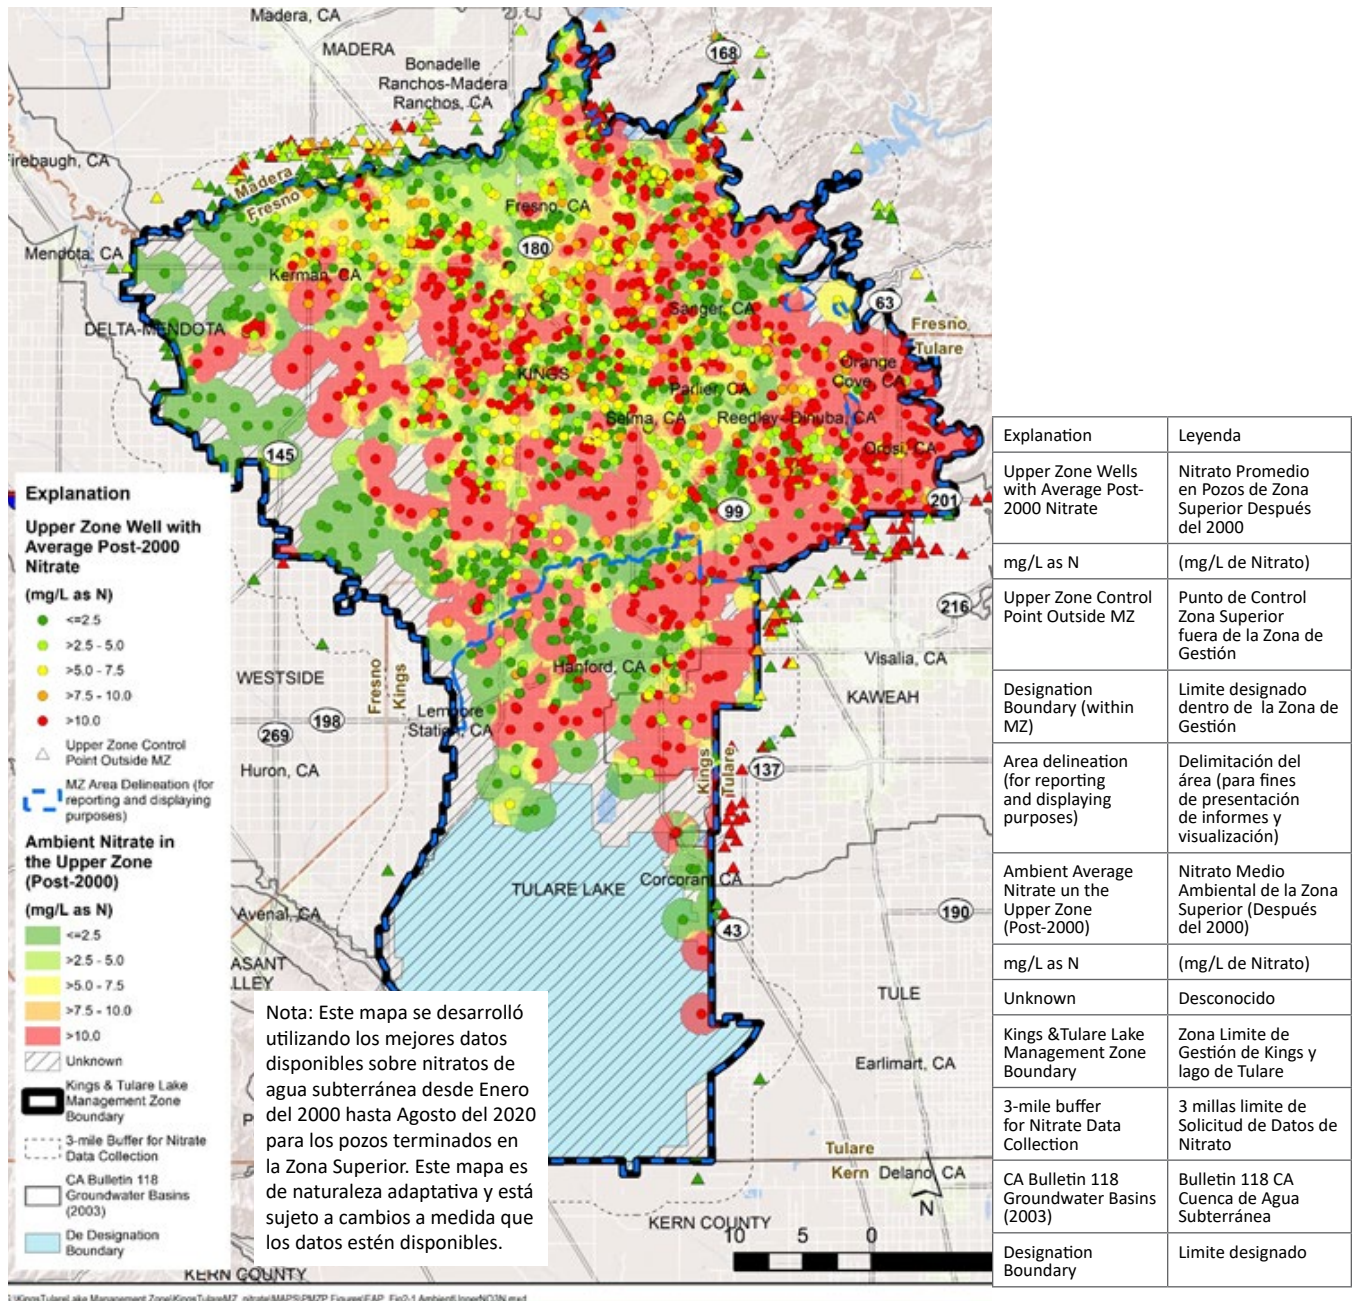 Madera, CA
MADERA
Bonadelle
Ranchos-Madera
Ranchos, CA
168
irebaugh, CA
Madera
Fresno
Fresno, CA
180
Mendota, CA
Kerman, CA
Sanger, CA
63
DELTA-MENDOTA
Fresno
Tulare
Orange
Cove, CA
KINGS
Parlier, CA
Selma, CA
Reedley--Dinuba, CA
Orosi, CA
145
201
99
216
Visalia, CA
Hanford, CA
KAWEAH
WESTSIDE
Fresno
Kings
Lemoore
Station, CA
198
269
Huron, CA
Kings
Tulare
137
TULARE LAKE
Corcoran, CA
Avenal, CA
43
190
ASANT
LLEY
TULE
Earlimart, CA
P
Tulare
Kern
Delano, CA
N
KERN COUNTY
10 5 0
KERN COUNTY
Explanation
Upper Zone Well with
Average Post-2000
Nitrate
(mg/L as N)
<=2.5
>2.5 - 5.0
>5.0 - 7.5
>7.5 - 10.0
>10.0
Upper Zone Control
Point Outside MZ
MZ Area Delineation (for
reporting and displaying
purposes)
Ambient Nitrate in
the Upper Zone
(Post-2000)
(mg/L as N)
<=2.5
>2.5 - 5.0
>5.0 - 7.5
>7.5 - 10.0
>10.0
Unknown
Kings & Tulare Lake
Management Zone
Boundary
3-mile Buffer for Nitrate
Data Collection
CA Bulletin 118
Groundwater Basins
(2003)
De Designation
Boundary
Nota: Este mapa se desarrolló
utilizando los mejores datos
disponibles sobre nitratos de
agua subterránea desde Enero
del 2000 hasta Agosto del 2020
para los pozos terminados en
la Zona Superior. Este mapa es
de naturaleza adaptativa y está
sujeto a cambios a medida que
los datos estén disponibles.
Explanation
Leyenda
Upper Zone Wells
with Average Post-
2000 Nitrate
Nitrato Promedio
en Pozos de Zona
Superior Después
del 2000
mg/L as N
(mg/L de Nitrato)
Upper Zone Control
Point Outside MZ
Punto de Control
Zona Superior
fuera de la Zona de
Gestión
Designation
Boundary (within
MZ)
Limite designado
dentro de la Zona de
Gestión
Area delineation
(for reporting
and displaying
purposes)
Delimitación del
área (para fines
de presentación
de informes y
visualización)
Ambient Average
Nitrate un the
Upper Zone
(Post-2000)
Nitrato Medio
Ambiental de la Zona
Superior (Después
del 2000)
mg/L as N
(mg/L de Nitrato)
Unknown
Desconocido
Kings &Tulare Lake
Management Zone
Boundary
Zona Limite de
Gestión de Kings y
lago de Tulare
3-mile buffer
for Nitrate Data
Collection
3 millas limite de
Solicitud de Datos de
Nitrato
CA Bulletin 118
Groundwater Basins
(2003)
Bulletin 118 CA
Cuenca de Agua
Subterránea
Designation
Boundary
Limite designado